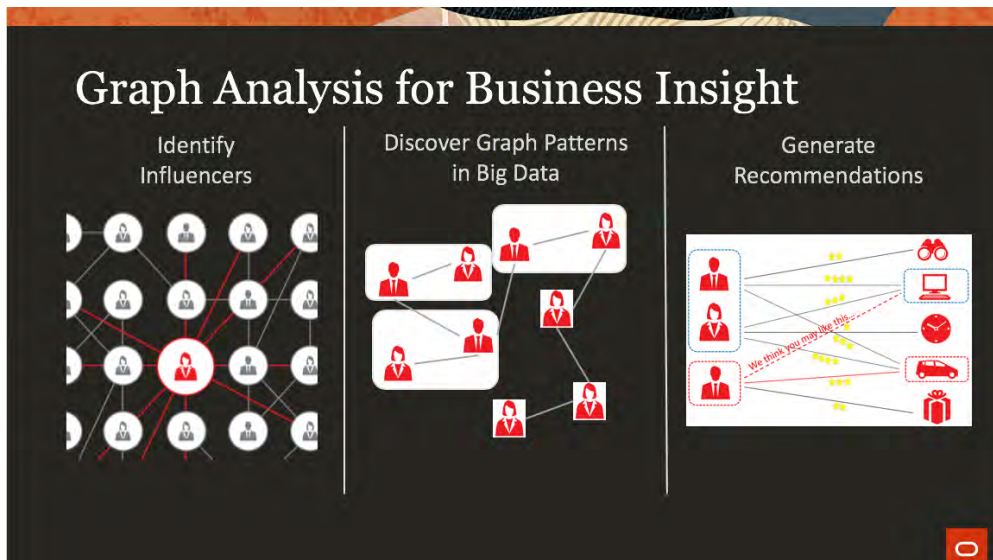 Graph Analysis for Business Insight
Identify
Influencers
Discover Graph Patterns
in Big Data
Generate
Recommendations
We think you may like this...